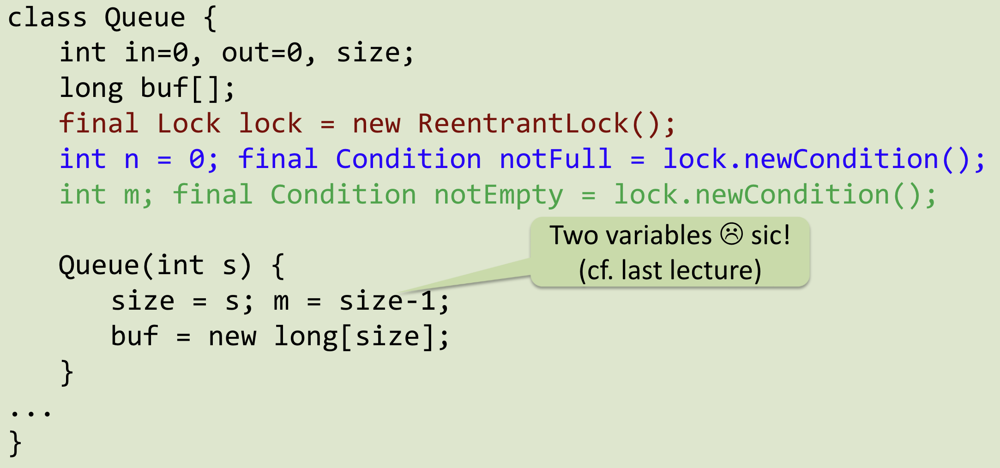 class Queue {
    int in=0, out=0, size;
    long buf[];
    final Lock lock = new ReentrantLock();
    int n = 0; final Condition notFull = lock.newCondition();
    int m; final Condition notEmpty = lock.newCondition();
Two variables ☹ sic!
(cf. last lecture)
    Queue(int s) {
        size = s; m = size-1;
        buf = new long[size];
    }
...
}